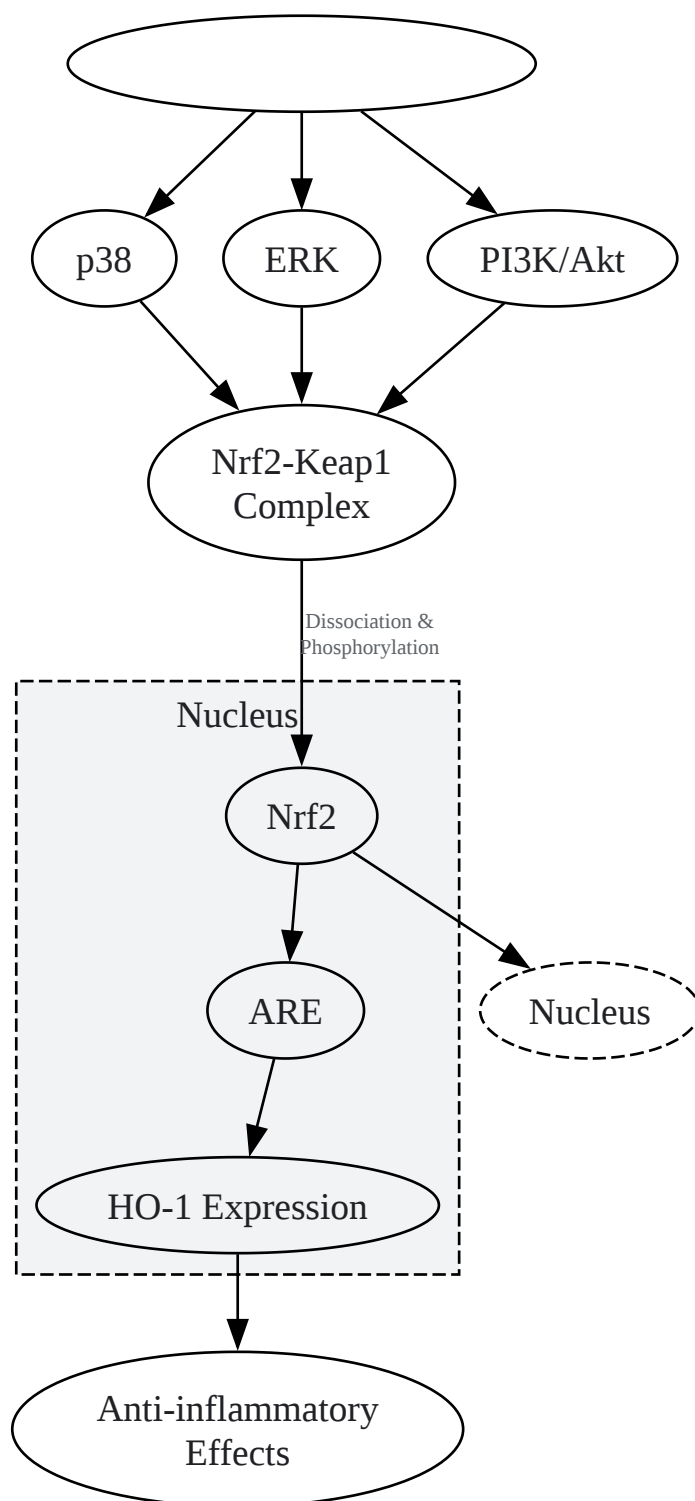 p38
ERK
PI3K/Akt
Nrf2-Keap1
Complex
Dissociation &
Phosphorylation
Nucleus
Nrf2
ARE
Nucleus
HO-1 Expression
Anti-inflammatory
Effects